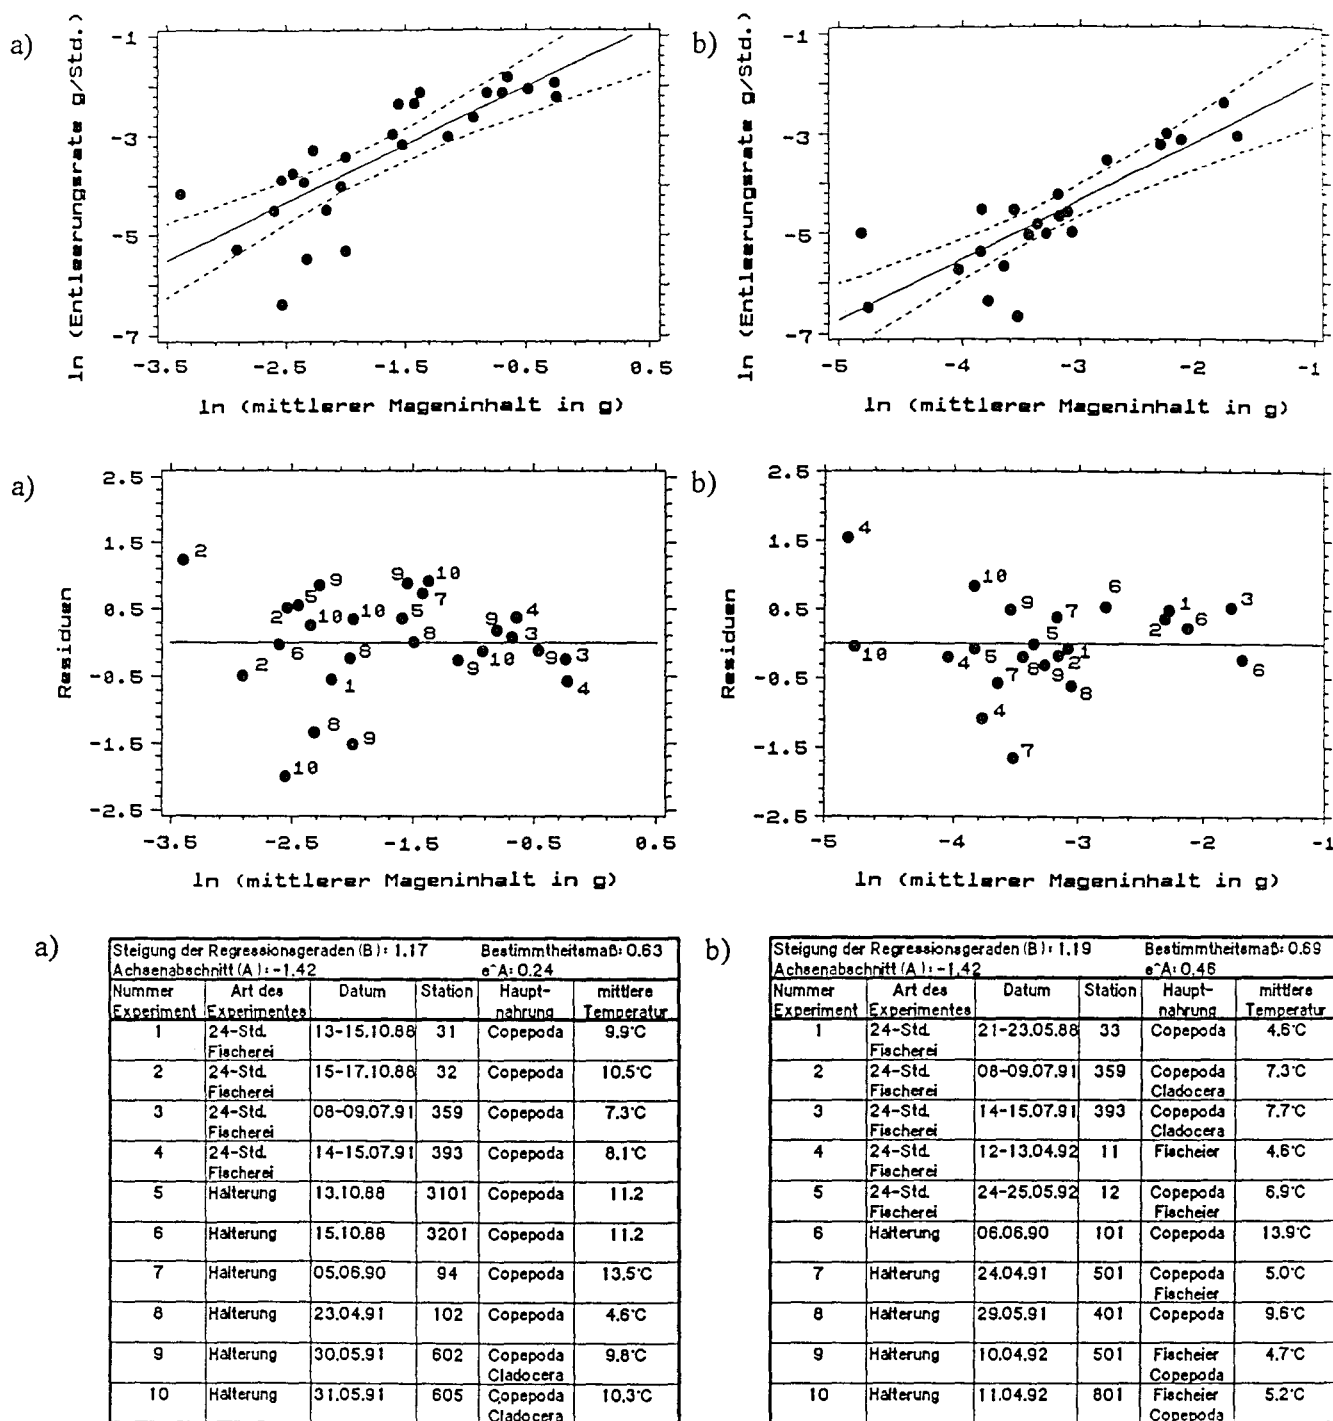 a)
ln (Entleerungsrate g/Std.)
-1
-3
-5
-7
-3.5 -2.5 -1.5 -0.5 0.5
ln (mittlerer Mageninhalt in g)
b)
ln (Entleerungsrate g/Std.)
-1
-3
-5
-7
-5 -4 -3 -2 -1
ln (mittlerer Mageninhalt in g)
a)
Residuen
2.5
1.5
0.5
-0.5
-1.5
-2.5
2
9
9 10
5 7
2 10 10 5 9 4
6 8 8 3
2 1 9 10 9 3
4
8 9
10
-3.5 -2.5 -1.5 -0.5 0.5
ln (mittlerer Mageninhalt in g)
b)
Residuen
2.5
1.5
0.5
-0.5
-1.5
-2.5
4
10 6
9 7 1 3
5 2 6
10 4 5 8 2 1 6
7 9 8
4
7
-5 -4 -3 -2 -1
ln (mittlerer Mageninhalt in g)
a)
Steigung der Regressionsgeraden (B): 1.17 Bestimmtheitsmaß: 0.63
Achsenabschnitt (A): -1.42 e^A: 0.24
Nummer Art des Datum Station Haupt- mittlere
Experiment Experimentes nahrung Temperatur
1 24-Std. 13-15.10.88 31 Copepoda 9.9°C
Fischerei
2 24-Std. 15-17.10.88 32 Copepoda 10.5°C
Fischerei
3 24-Std. 08-09.07.91 359 Copepoda 7.3°C
Fischerei
4 24-Std. 14-15.07.91 393 Copepoda 8.1°C
Fischerei
5 Hälterung 13.10.88 3101 Copepoda 11.2
6 Hälterung 15.10.88 3201 Copepoda 11.2
7 Hälterung 05.06.90 94 Copepoda 13.5°C
8 Hälterung 23.04.91 102 Copepoda 4.6°C
9 Hälterung 30.05.91 602 Copepoda 9.8°C
Cladocera
10 Hälterung 31.05.91 605 Copepoda 10.3°C
Cladocera
b)
Steigung der Regressionsgeraden (B): 1.19 Bestimmtheitsmaß: 0.69
Achsenabschnitt (A): -1.42 e^A: 0.46
Nummer Art des Datum Station Haupt- mittlere
Experiment Experimentes nahrung Temperatur
1 24-Std. 21-23.05.88 33 Copepoda 4.6°C
Fischerei
2 24-Std. 08-09.07.91 359 Copepoda 7.3°C
Fischerei Cladocera
3 24-Std. 14-15.07.91 393 Copepoda 7.7°C
Fischerei Cladocera
4 24-Std. 12-13.04.92 11 Fischeier 4.6°C
Fischerei
5 24-Std. 24-25.05.92 12 Copepoda 6.9°C
Fischerei Fischeier
6 Hälterung 06.06.90 101 Copepoda 13.9°C
7 Hälterung 24.04.91 501 Copepoda 5.0°C
Fischeier
8 Hälterung 29.05.91 401 Copepoda 9.6°C
9 Hälterung 10.04.92 501 Fischeier 4.7°C
Copepoda
10 Hälterung 11.04.92 801 Fischeier 5.2°C
Copepoda